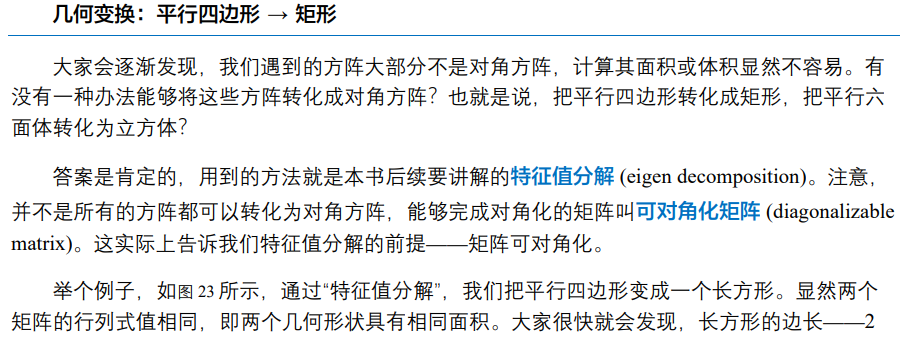 几何变换：平行四边形 → 矩形
大家会逐渐发现，我们遇到的方阵大部分不是对角方阵，计算其面积或体积显然不容易。有
没有一种办法能够将这些方阵转化成对角方阵？也就是说，把平行四边形转化成矩形，把平行六
面体转化为立方体？
答案是肯定的，用到的方法就是本书后续要讲解的特征值分解 (eigen decomposition)。注意，
并不是所有的方阵都可以转化为对角方阵，能够完成对角化的矩阵叫可对角化矩阵 (diagonalizable
matrix)。这实际上告诉我们特征值分解的前提——矩阵可对角化。
举个例子，如图 23 所示，通过“特征值分解”，我们把平行四边形变成一个长方形。显然两个
矩阵的行列式值相同，即两个几何形状具有相同面积。大家很快就会发现，长方形的边长——2